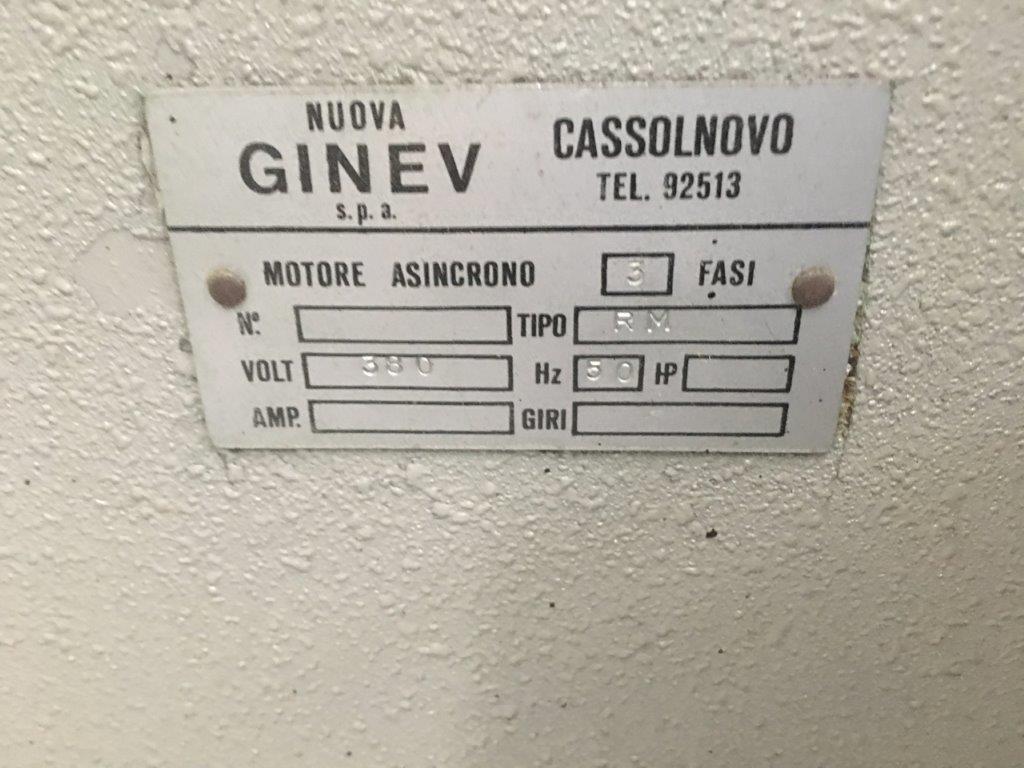 NUOVA
GINEV
s.p.a.
CASSOLNOVO
TEL. 92513
MOTORE ASINCRONO 3 FASI
N°. TIPO RM
VOLT 380 Hz 50 HP
AMP. GIRI